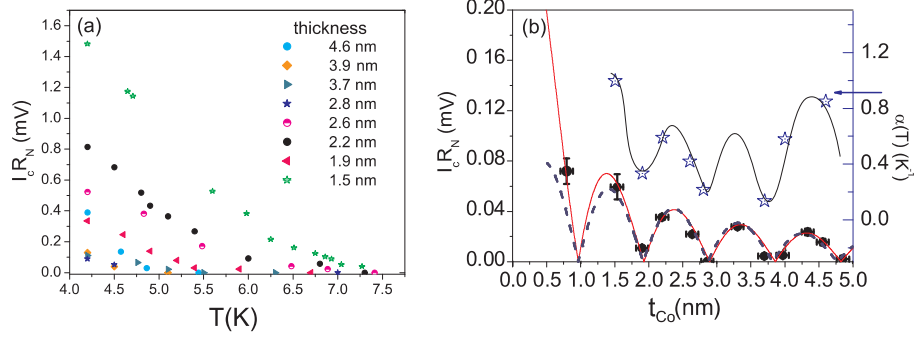 (a)
thickness
4.6 nm
3.9 nm
3.7 nm
2.8 nm
2.6 nm
2.2 nm
1.9 nm
1.5 nm
1.6
1.4
1.2
1.0
0.8
0.6
0.4
0.2
0.0
IcRN (mV)
4.0 4.5 5.0 5.5 6.0 6.5 7.0 7.5
T(K)
(b)
0.20
0.16
0.12
0.08
0.04
0.00
IcRN (mV)
0.0 0.5 1.0 1.5 2.0 2.5 3.0 3.5 4.0 4.5 5.0
tCo(nm)
1.2
0.8
0.4
0.0
α(T) (K⁻¹)